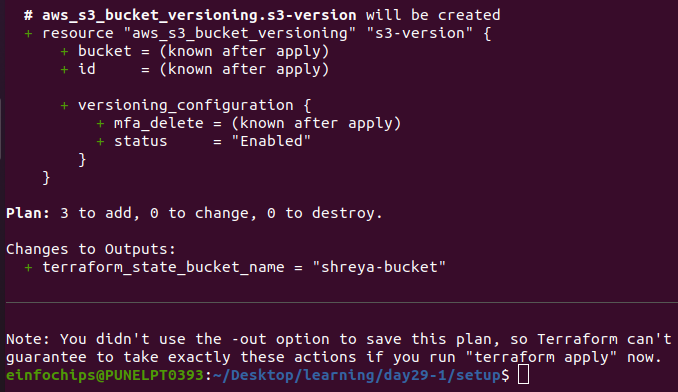 # aws_s3_bucket_versioning.s3-version will be created
+ resource "aws_s3_bucket_versioning" "s3-version" {
+ bucket = (known after apply)
+ id     = (known after apply)
+ versioning_configuration {
+ mfa_delete = (known after apply)
+ status     = "Enabled"
}
}
Plan: 3 to add, 0 to change, 0 to destroy.
Changes to Outputs:
+ terraform_state_bucket_name = "shreya-bucket"
Note: You didn't use the -out option to save this plan, so Terraform can't
guarantee to take exactly these actions if you run "terraform apply" now.
einfochips@PUNELPT0393:~/Desktop/learning/day29-1/setup$